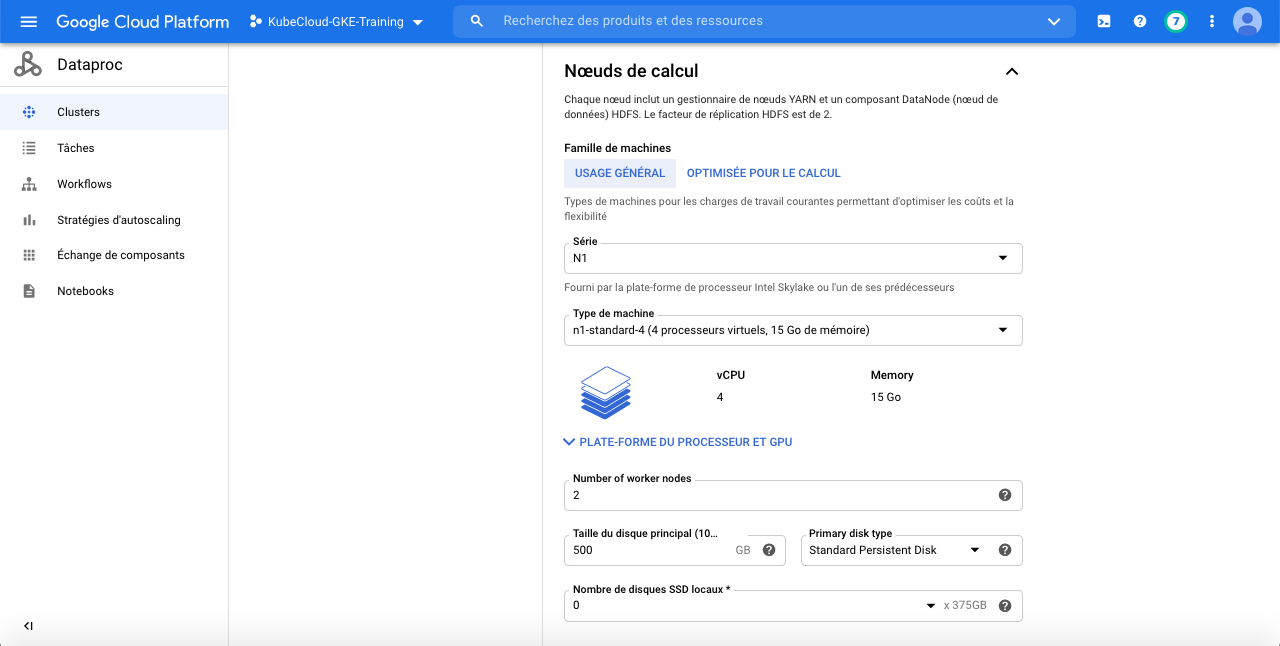 Google Cloud Platform
KubeCloud-GKE-Training
Recherchez des produits et des ressources
7
Dataproc
Clusters
Tâches
Workflows
Stratégies d'autoscaling
Échange de composants
Notebooks
Nœuds de calcul
Chaque nœud inclut un gestionnaire de nœuds YARN et un composant DataNode (nœud de
données) HDFS. Le facteur de réplication HDFS est de 2.
Famille de machines
USAGE GÉNÉRAL
OPTIMISÉE POUR LE CALCUL
Types de machines pour les charges de travail courantes permettant d'optimiser les coûts et la
flexibilité
Série
N1
Fourni par la plate-forme de processeur Intel Skylake ou l'un de ses prédécesseurs
Type de machine
n1-standard-4 (4 processeurs virtuels, 15 Go de mémoire)
vCPU
4
Memory
15 Go
PLATE-FORME DU PROCESSEUR ET GPU
Number of worker nodes
2
Taille du disque principal (10…
500
GB
Primary disk type
Standard Persistent Disk
Nombre de disques SSD locaux *
0
x 375GB